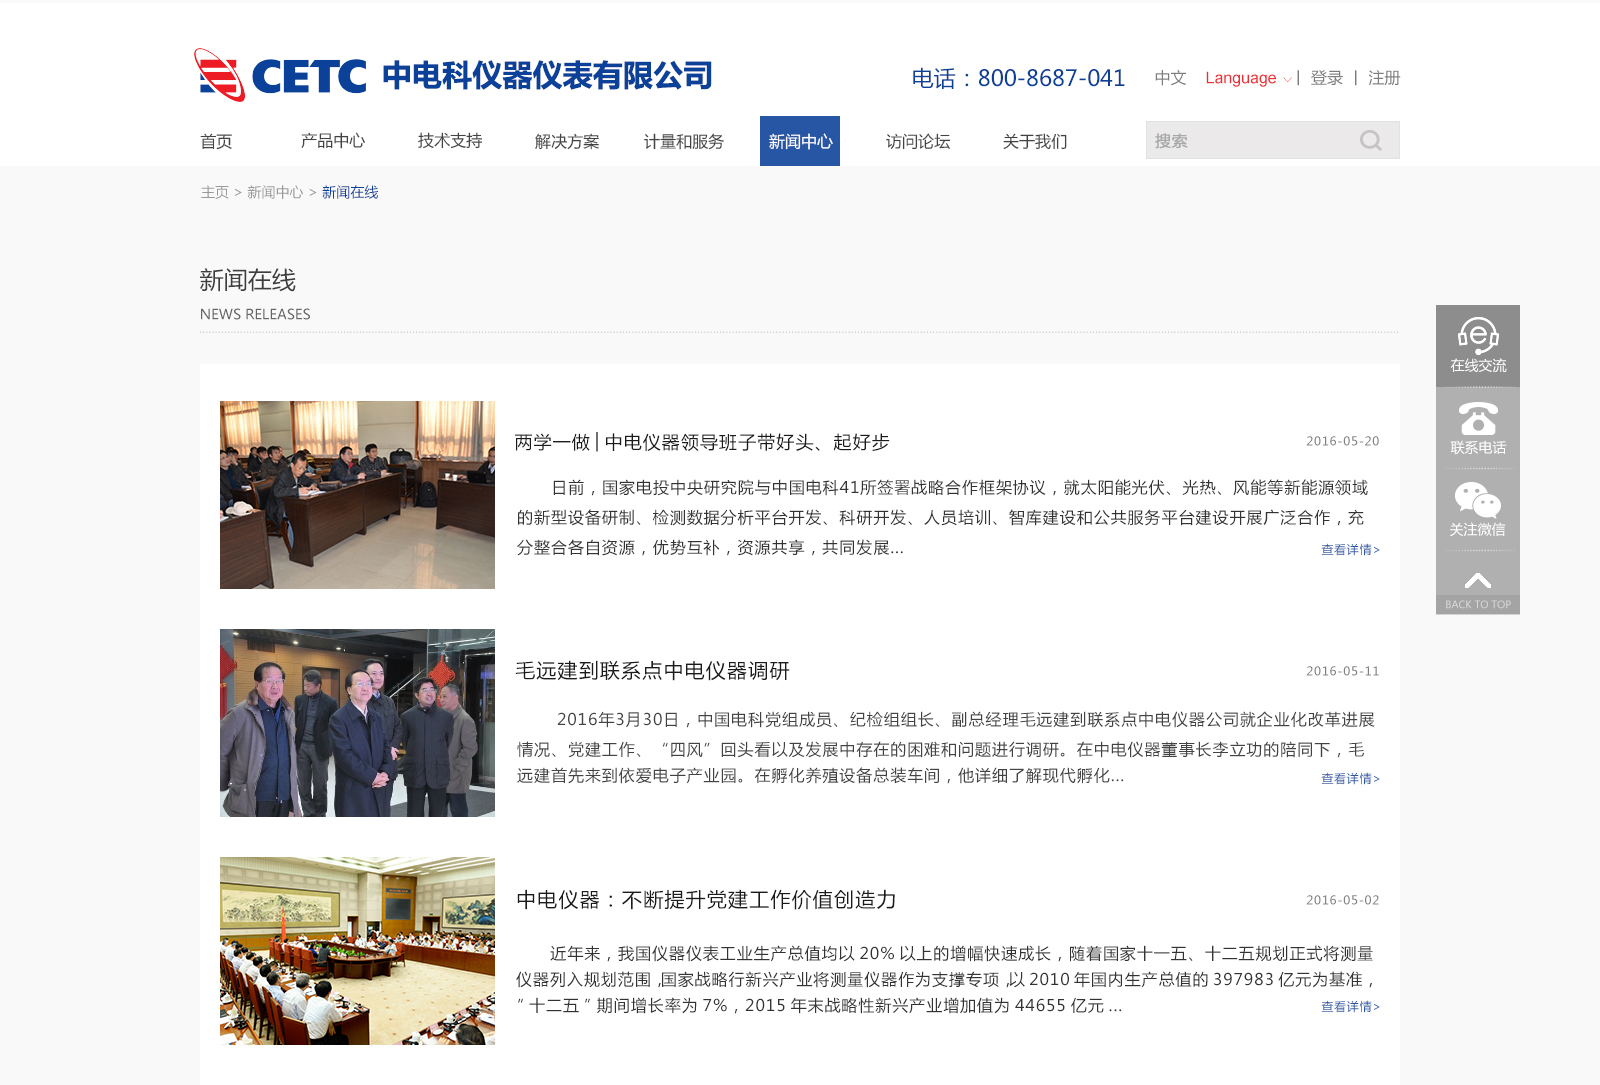 CETC 中电科仪器仪表有限公司
电话：800-8687-041
中文 Language | 登录 | 注册
首页 产品中心 技术支持 解决方案 计量和服务 新闻中心 访问论坛 关于我们 搜索
主页 > 新闻中心 > 新闻在线
新闻在线
NEWS RELEASES
在线交流
联系电话
关注微信
BACK TO TOP
两学一做 | 中电仪器领导班子带好头、起好步
2016-05-20
日前，国家电投中央研究院与中国电科41所签署战略合作框架协议，就太阳能光伏、光热、风能等新能源领域
的新型设备研制、检测数据分析平台开发、科研开发、人员培训、智库建设和公共服务平台建设开展广泛合作，充
分整合各自资源，优势互补，资源共享，共同发展...
查看详情>
毛远建到联系点中电仪器调研
2016-05-11
2016年3月30日，中国电科党组成员、纪检组组长、副总经理毛远建到联系点中电仪器公司就企业化改革进展
情况、党建工作、“四风”回头看以及发展中存在的困难和问题进行调研。在中电仪器董事长李立功的陪同下，毛
远建首先来到依爱电子产业园。在孵化养殖设备总装车间，他详细了解现代孵化...
查看详情>
中电仪器：不断提升党建工作价值创造力
2016-05-02
近年来，我国仪器仪表工业生产总值均以 20% 以上的增幅快速成长，随着国家十一五、十二五规划正式将测量
仪器列入规划范围，国家战略行新兴产业将测量仪器作为支撑专项，以 2010 年国内生产总值的 397983 亿元为基准，
”十二五“期间增长率为 7%，2015 年末战略性新兴产业增加值为 44655 亿元 ...
查看详情>